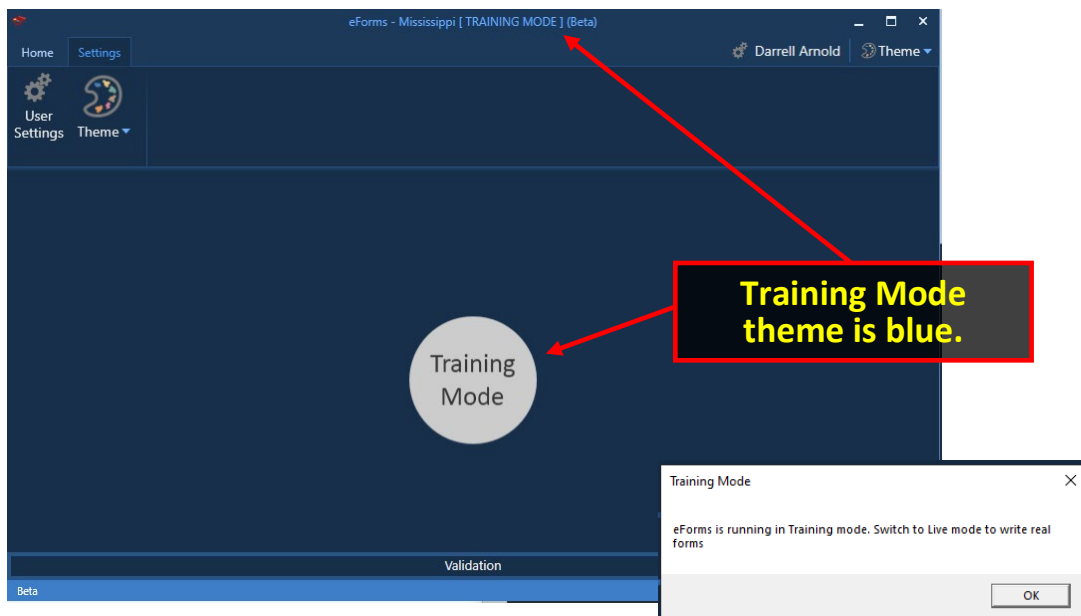 eForms - Mississippi [ TRAINING MODE ] (Beta)
Home
Settings
Darrell Arnold
Theme
User
Settings
Theme
Training Mode
theme is blue.
Training
Mode
Training Mode
eForms is running in Training mode. Switch to Live mode to write real
forms
OK
Validation
Beta